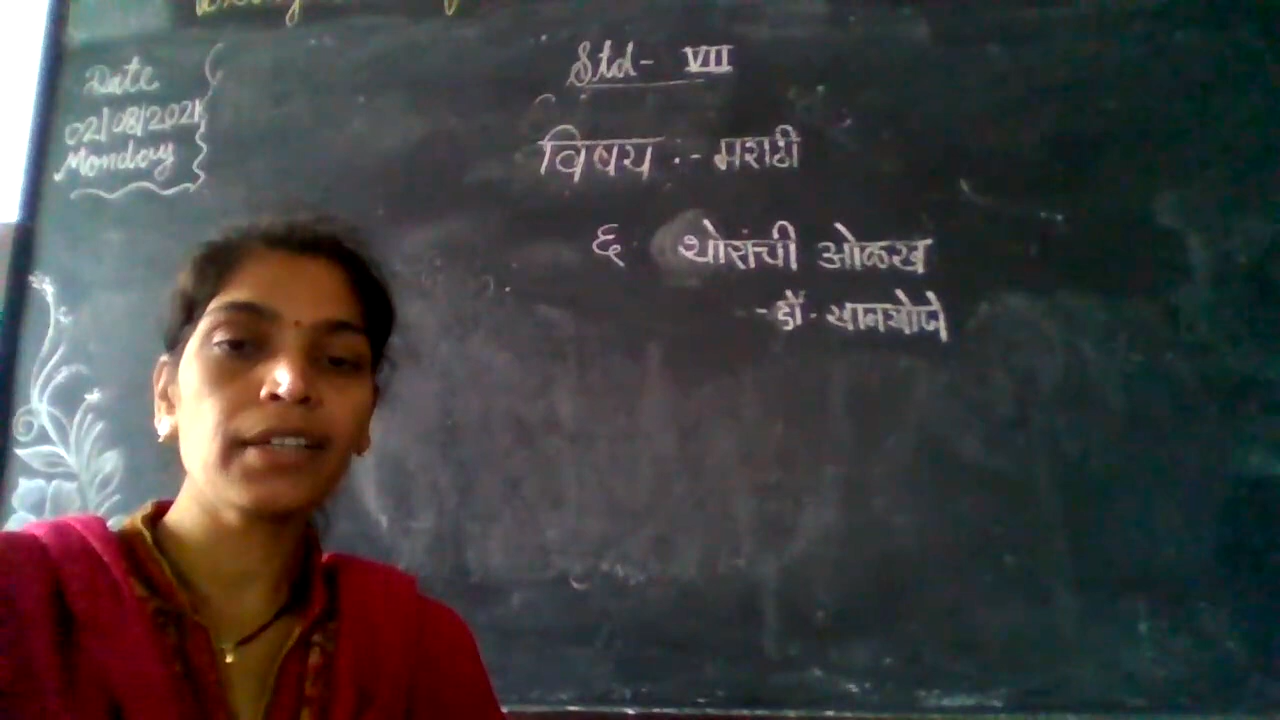 Date
02/08/2021
Monday
Std- VII
विषय :- मराठी
६ थोरांची ओळख
- डॉ. खानखोजे